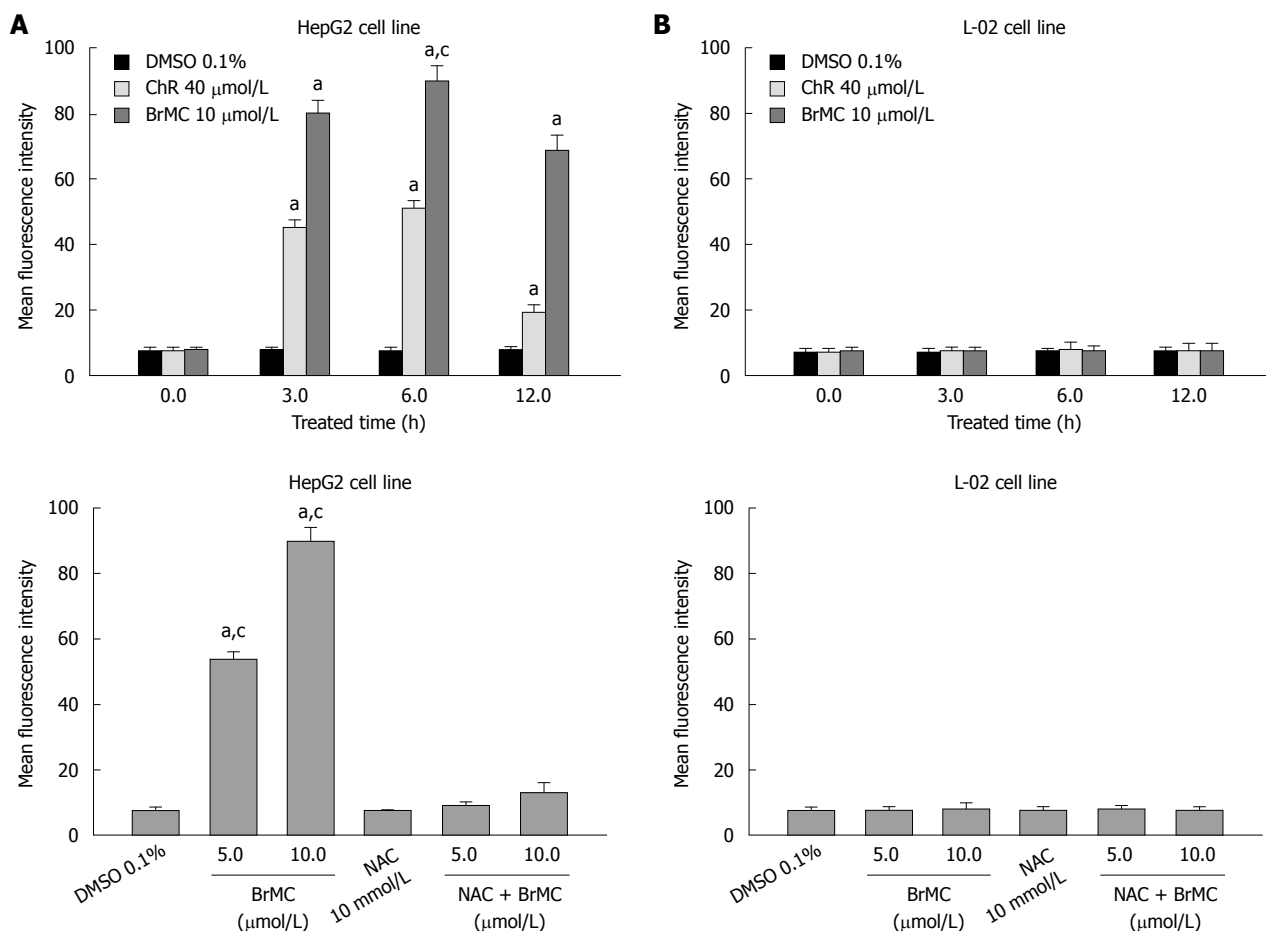 A
HepG2 cell line
Mean fluorescence intensity
100
80
60
40
20
0
DMSO 0.1%
ChR 40 μmol/L
BrMC 10 μmol/L
a
a
a
a,c
a
a
0.0 3.0 6.0 12.0
Treated time (h)
B
L-02 cell line
Mean fluorescence intensity
100
80
60
40
20
0
DMSO 0.1%
ChR 40 μmol/L
BrMC 10 μmol/L
0.0 3.0 6.0 12.0
Treated time (h)
HepG2 cell line
Mean fluorescence intensity
100
80
60
40
20
0
a,c
a,c
DMSO 0.1%
5.0 10.0
BrMC
(μmol/L)
NAC
10 mmol/L
5.0 10.0
NAC + BrMC
(μmol/L)
L-02 cell line
Mean fluorescence intensity
100
80
60
40
20
0
DMSO 0.1%
5.0 10.0
BrMC
(μmol/L)
NAC
10 mmol/L
5.0 10.0
NAC + BrMC
(μmol/L)